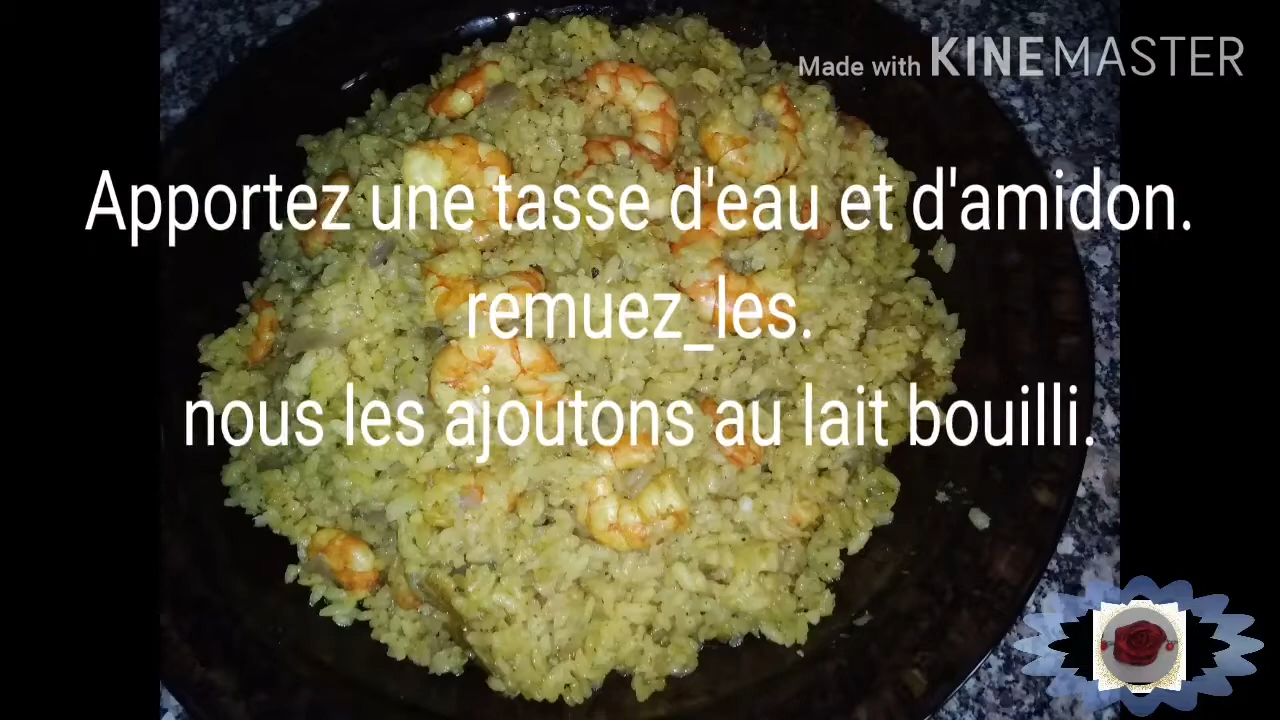 Made with KINEMASTER
Apportez une tasse d'eau et d'amidon.
remuez_les.
nous les ajoutons au lait bouilli.